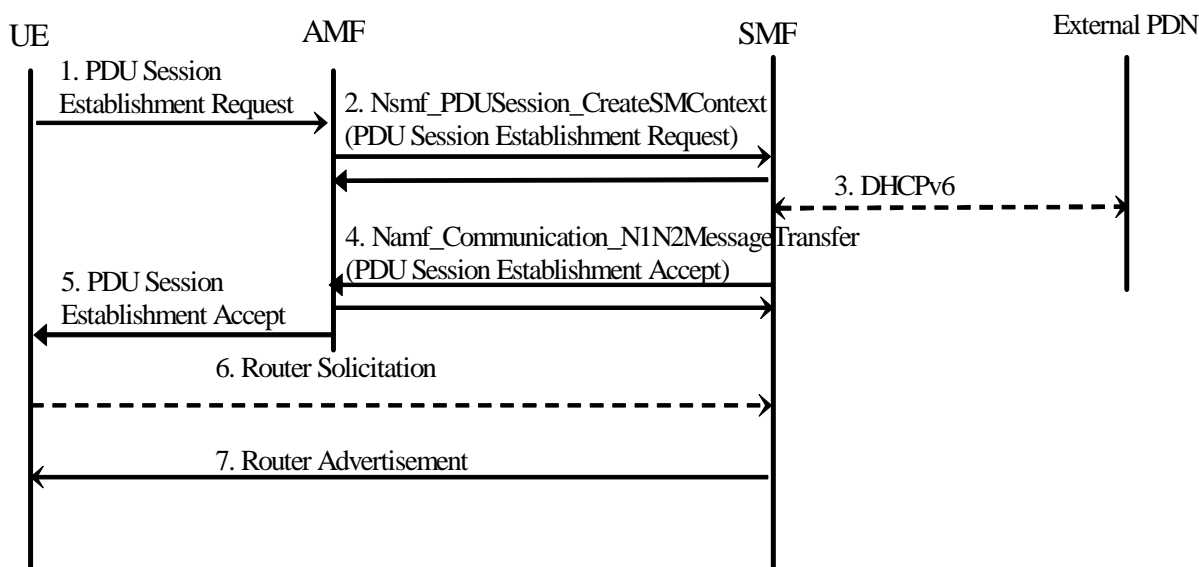 UE
AMF
SMF
External PDN
1. PDU Session
Establishment Request
2. Nsmf_PDUSession_CreateSMContext
(PDU Session Establishment Request)
3. DHCPv6
4. Namf_Communication_N1N2MessageTransfer
(PDU Session Establishment Accept)
5. PDU Session
Establishment Accept
6. Router Solicitation
7. Router Advertisement